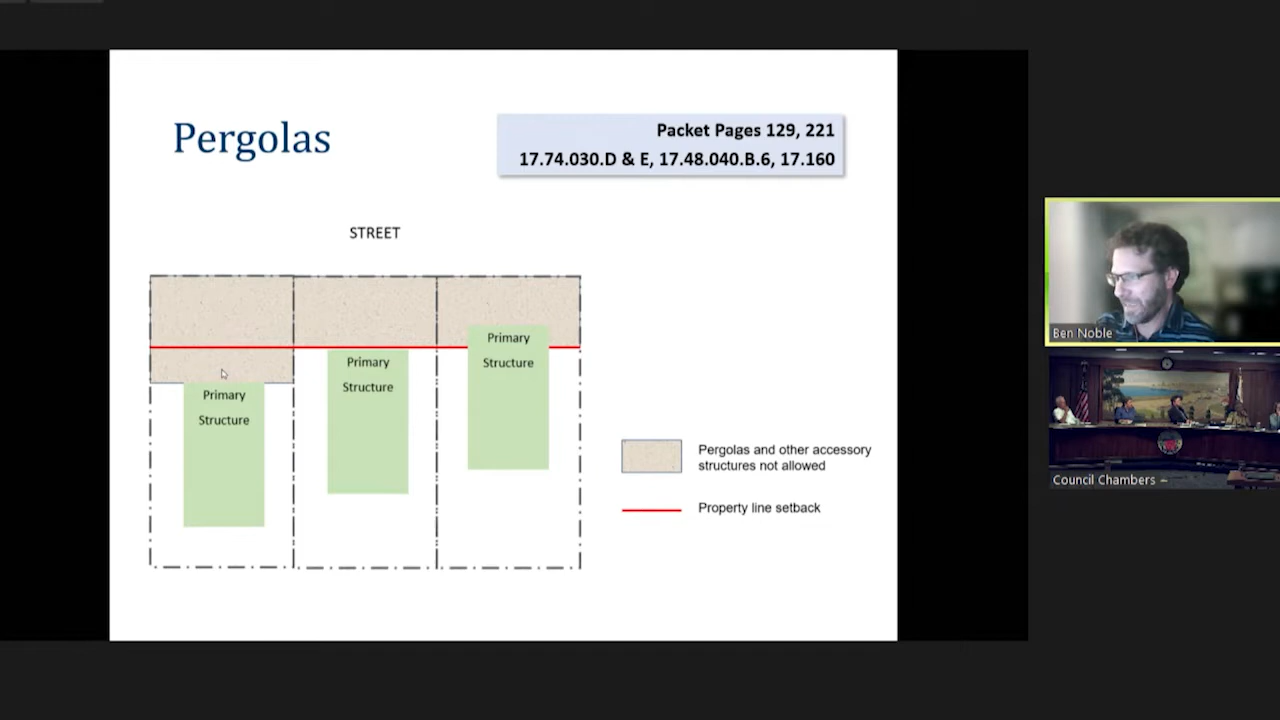 Pergolas
Packet Pages 129, 221
17.74.030.D & E, 17.48.040.B.6, 17.160
STREET
Primary
Structure
Primary
Structure
Primary
Structure
Pergolas and other accessory
structures not allowed
Property line setback
Ben Noble
Council Chambers